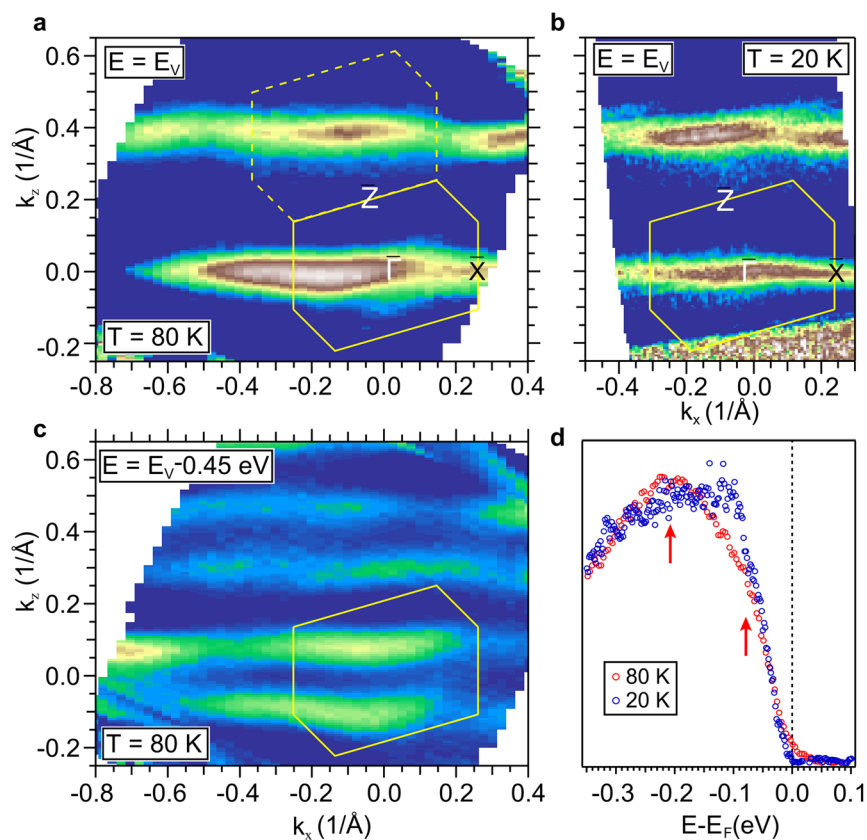 a
E = E_V
k_z (1/Å)
0.6
0.4
0.2
0.0
-0.2
Z̄
Γ̄
X̄
T = 80 K
-0.8 -0.6 -0.4 -0.2 0.0 0.2 0.4
b
E = E_V
T = 20 K
Z̄
Γ̄
X̄
-0.4 -0.2 0.0 0.2
k_x (1/Å)
c
E = E_V-0.45 eV
k_z (1/Å)
0.6
0.4
0.2
0.0
-0.2
T = 80 K
-0.8 -0.6 -0.4 -0.2 0.0 0.2 0.4
k_x (1/Å)
d
80 K
20 K
-0.3 -0.2 -0.1 0.0 0.1
E-E_F(eV)